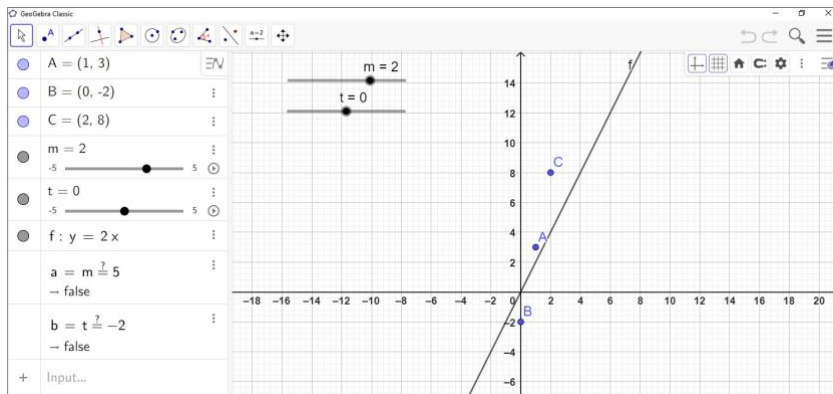 GeoGebra Classic
A
a=2
A = (1, 3)
B = (0, -2)
C = (2, 8)
m = 2
-5 5
t = 0
-5 5
f : y = 2 x
a = m ≟ 5
→ false
b = t ≟ −2
→ false
+ Input...
m = 2
t = 0
f
14
12
10
C
8
6
4
A
2
−18 −16 −14 −12 −10 −8 −6 −4 −2 0 2 4 6 8 10 12 14 16 18 20
B
−2
−4
−6